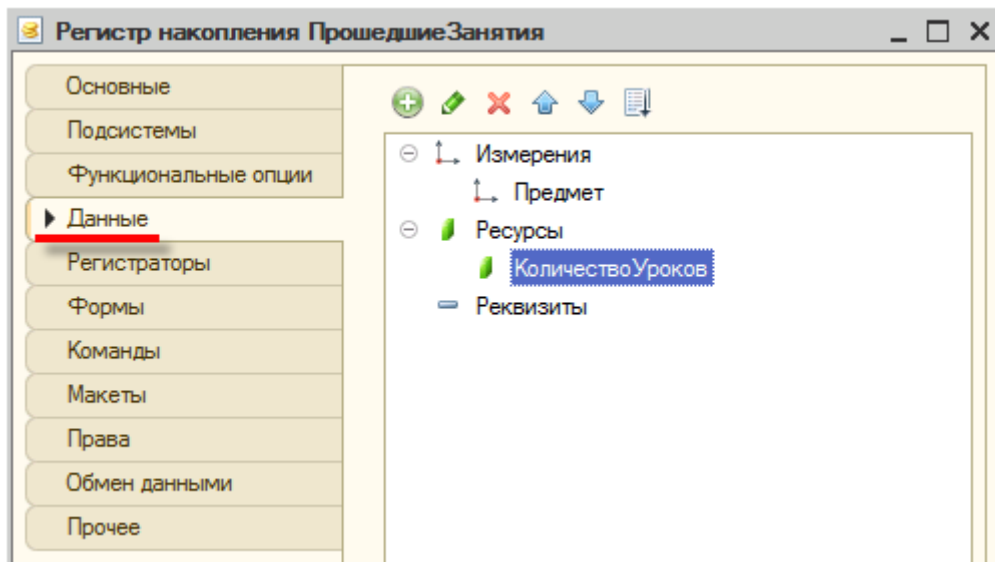 Регистр накопления ПрошедшиеЗанятия
Основные
Подсистемы
Функциональные опции
Данные
Регистраторы
Формы
Команды
Макеты
Права
Обмен данными
Прочее
Измерения
Предмет
Ресурсы
КоличествоУроков
Реквизиты